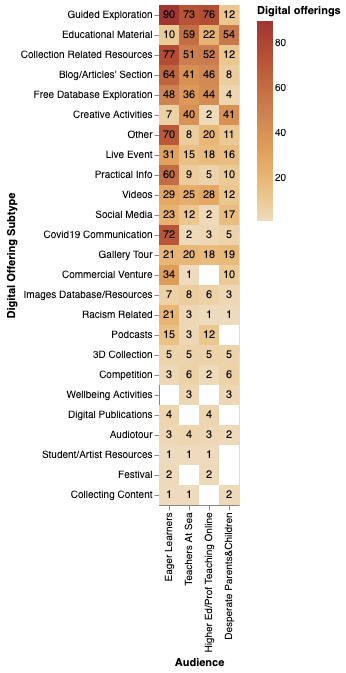 Digital offerings
80
60
40
20
Digital Offering Subtype
Guided Exploration 90 73 76 12
Educational Material 10 59 22 54
Collection Related Resources 77 51 52 12
Blog/Articles' Section 64 41 46 8
Free Database Exploration 48 36 44 4
Creative Activities 7 40 2 41
Other 70 8 20 11
Live Event 31 15 18 16
Practical Info 60 9 5 10
Videos 29 25 28 12
Social Media 23 12 2 17
Covid19 Communication 72 2 3 5
Gallery Tour 21 20 18 19
Commercial Venture 34 1 10
Images Database/Resources 7 8 6 3
Racism Related 21 3 1 1
Podcasts 15 3 12
3D Collection 5 5 5 5
Competition 3 6 2 6
Wellbeing Activities 3 3
Digital Publications 4 4
Audiotour 3 4 3 2
Student/Artist Resources 1 1 1
Festival 2 2
Collecting Content 1 1 2
Eager Learners
Teachers At Sea
Higher Ed/Prof Teaching Online
Desperate Parents&Children
Audience